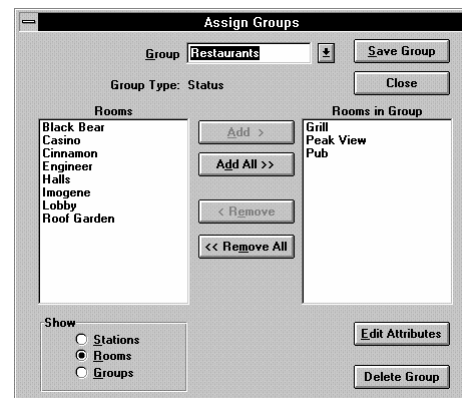 Assign Groups
Group Restaurants Save Group
Group Type: Status Close
Rooms
Black Bear
Casino
Cinnamon
Engineer
Halls
Imogene
Lobby
Roof Garden
Add >
Add All >>
< Remove
<< Remove All
Rooms in Group
Grill
Peak View
Pub
Show
Stations
Rooms
Groups
Edit Attributes
Delete Group